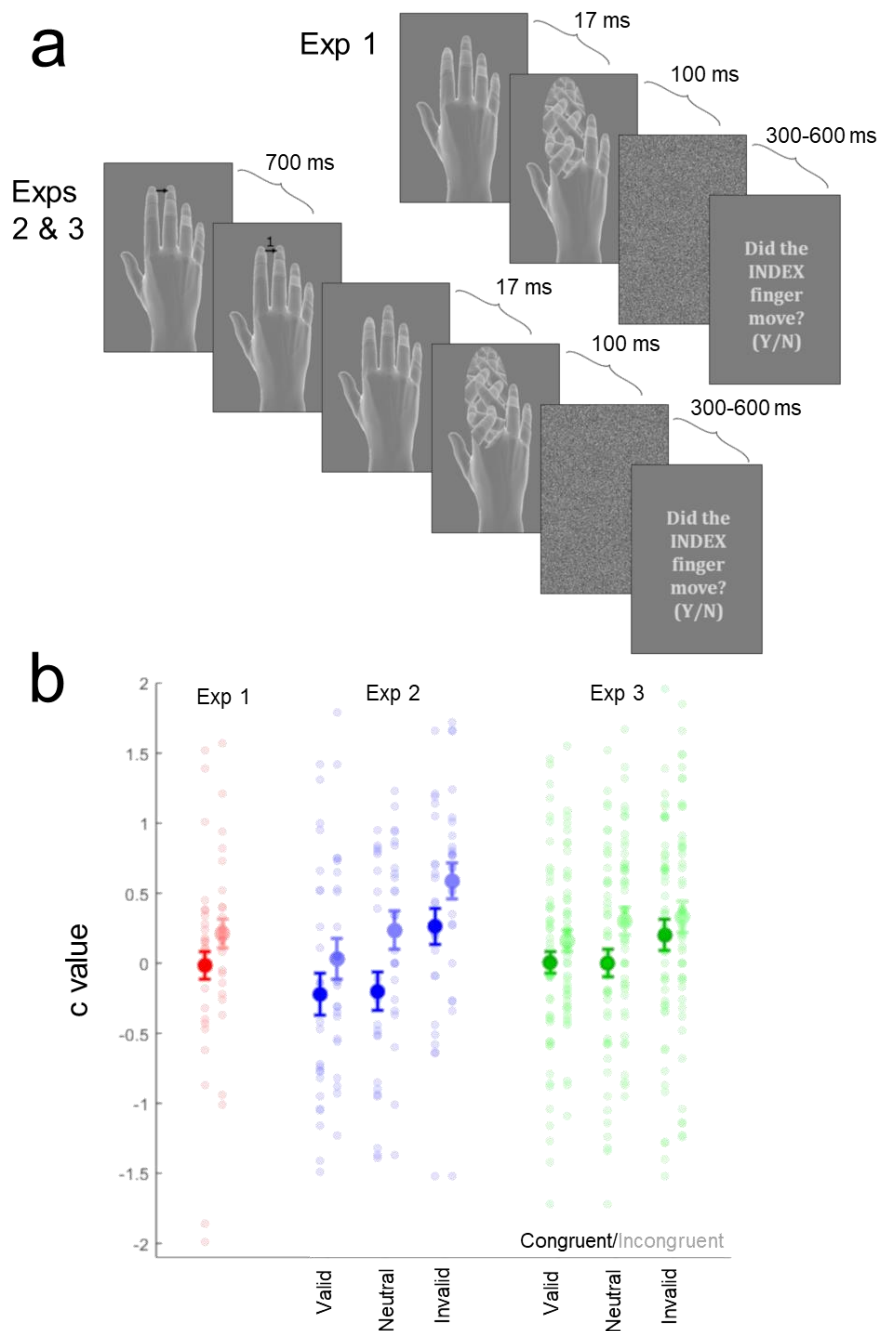 a
Exp 1
17 ms
100 ms
300-600 ms
Did the
INDEX
finger
move?
(Y/N)
Exps
2 & 3
700 ms
1
17 ms
100 ms
300-600 ms
Did the
INDEX
finger
move?
(Y/N)
b
Exp 1
Exp 2
Exp 3
c value
2
1.5
1
0.5
0
-0.5
-1
-1.5
-2
Congruent/Incongruent
Valid
Neutral
Invalid
Valid
Neutral
Invalid